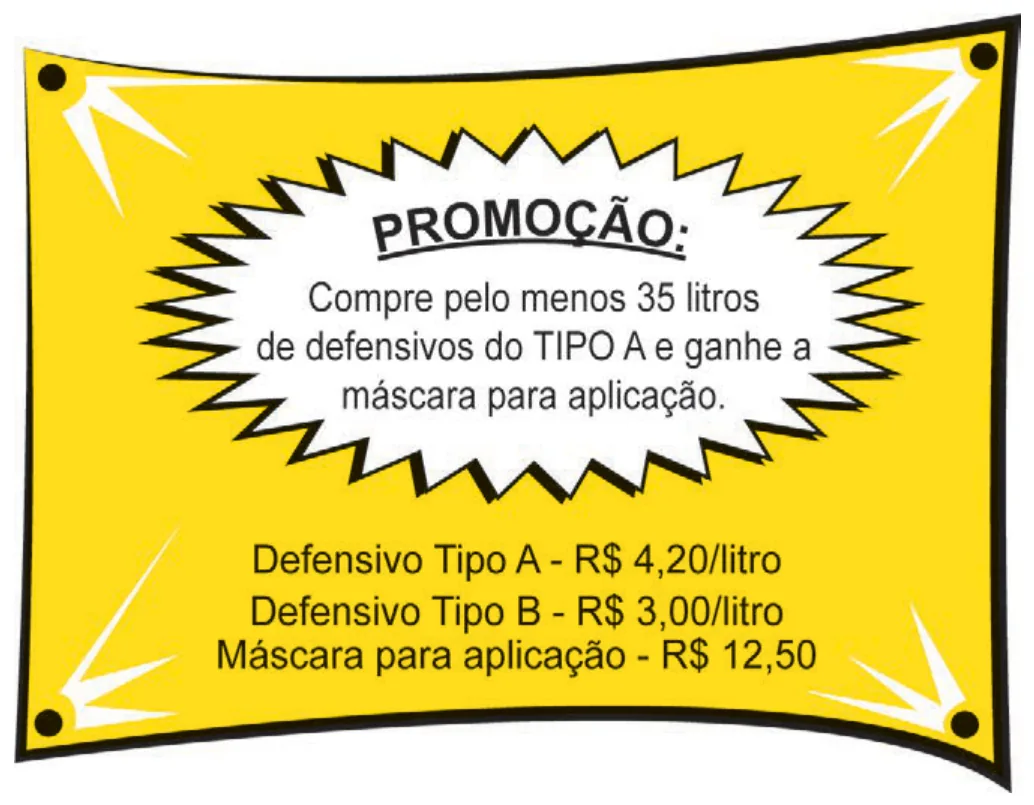 PROMOÇÃO:
Compre pelo menos 35 litros
de defensivos do TIPO A e ganhe a
máscara para aplicação.
Defensivo Tipo A - R$ 4,20/litro
Defensivo Tipo B - R$ 3,00/litro
Máscara para aplicação - R$ 12,50